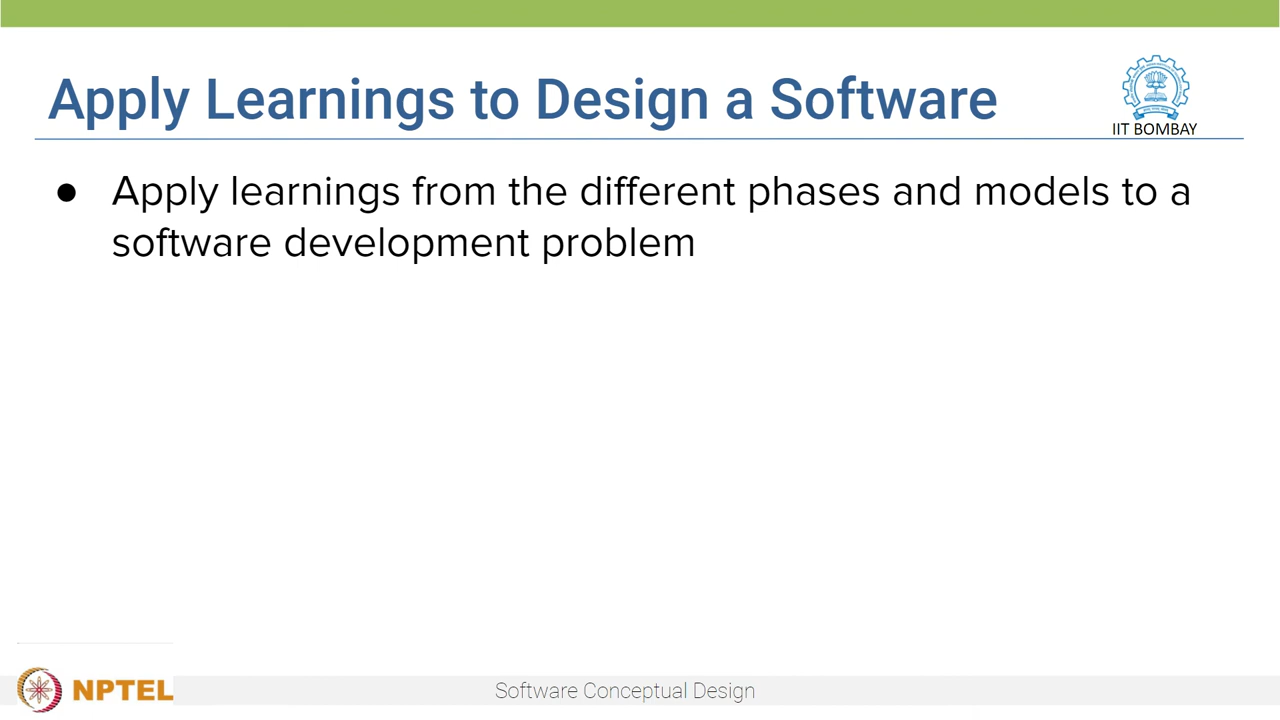 Apply Learnings to Design a Software
IIT BOMBAY
● Apply learnings from the different phases and models to a
software development problem
NPTEL
Software Conceptual Design